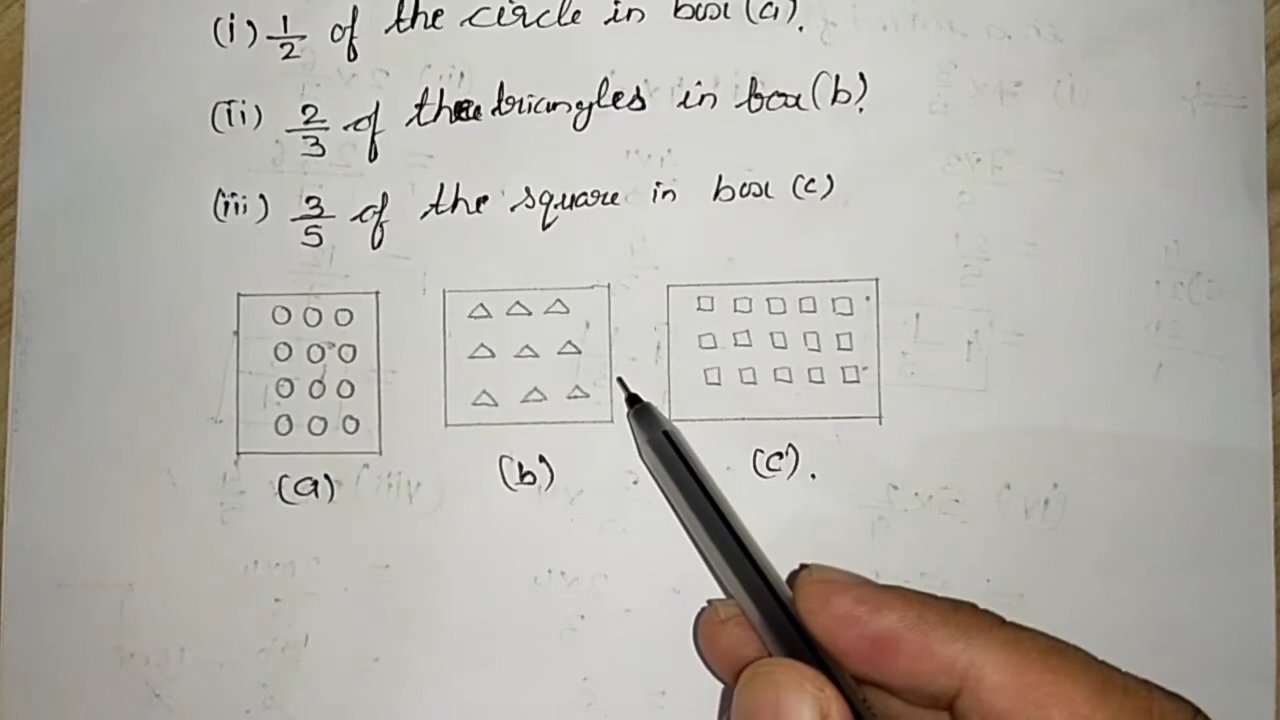 (i) 1/2 of the circle in box (a).
(ii) 2/3 of the triangles in box (b).
(iii) 3/5 of the square in box (c)
(a) (b) (c).